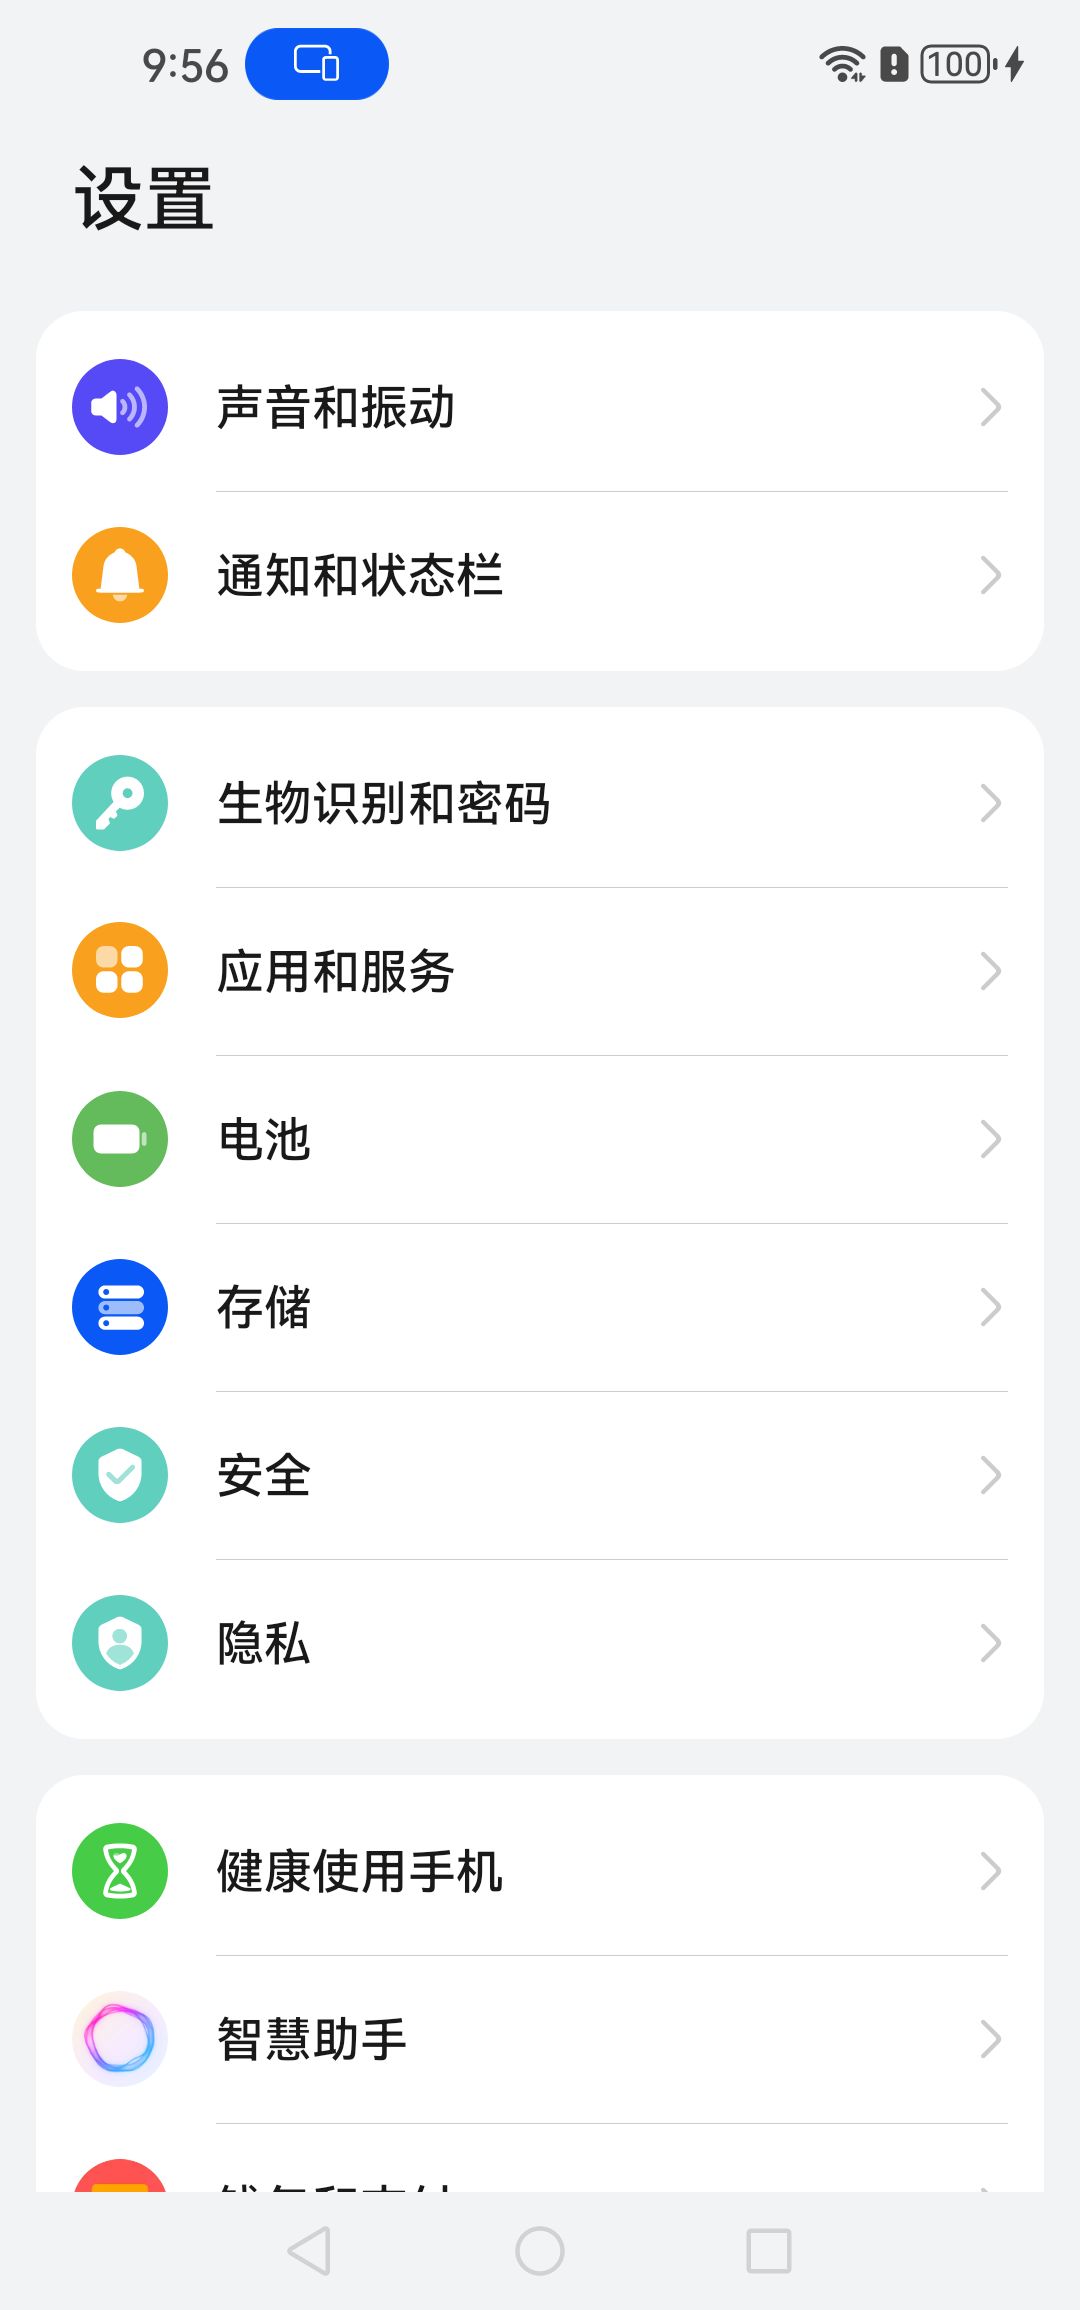 9:56
100
设置
声音和振动
通知和状态栏
生物识别和密码
应用和服务
电池
存储
安全
隐私
健康使用手机
智慧助手